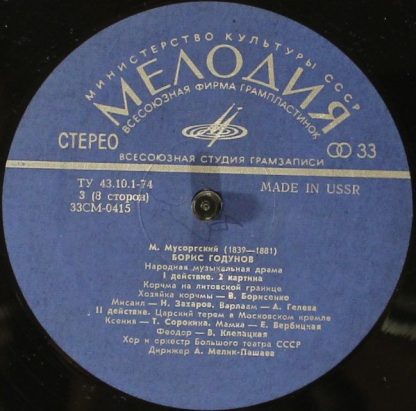 МИНИСТЕРСТВО КУЛЬТУРЫ СССР
МЕЛОДИЯ
ВСЕСОЮЗНАЯ ФИРМА ГРАМПЛАСТИНОК
СТЕРЕО
33
ВСЕСОЮЗНАЯ СТУДИЯ ГРАМЗАПИСИ
ТУ 43.10.1-74
3 (8 сторон)
33СМ-0415
MADE IN USSR
М. Мусоргский (1839—1881)
БОРИС ГОДУНОВ
Народная музыкальная драма
I действие. 2 картина
Корчма на литовской границе
Хозяйка корчмы — В. Борисенко
Мисаил — Н. Захаров. Варлаам — А. Гелева
II действие. Царский терем в Московском кремле
Ксения — Т. Сорокина. Мамка — Е. Вербицкая
Феодор — В. Клепацкая
Хор и оркестр Большого театра СССР
Дирижер А. Мелик-Пашаев